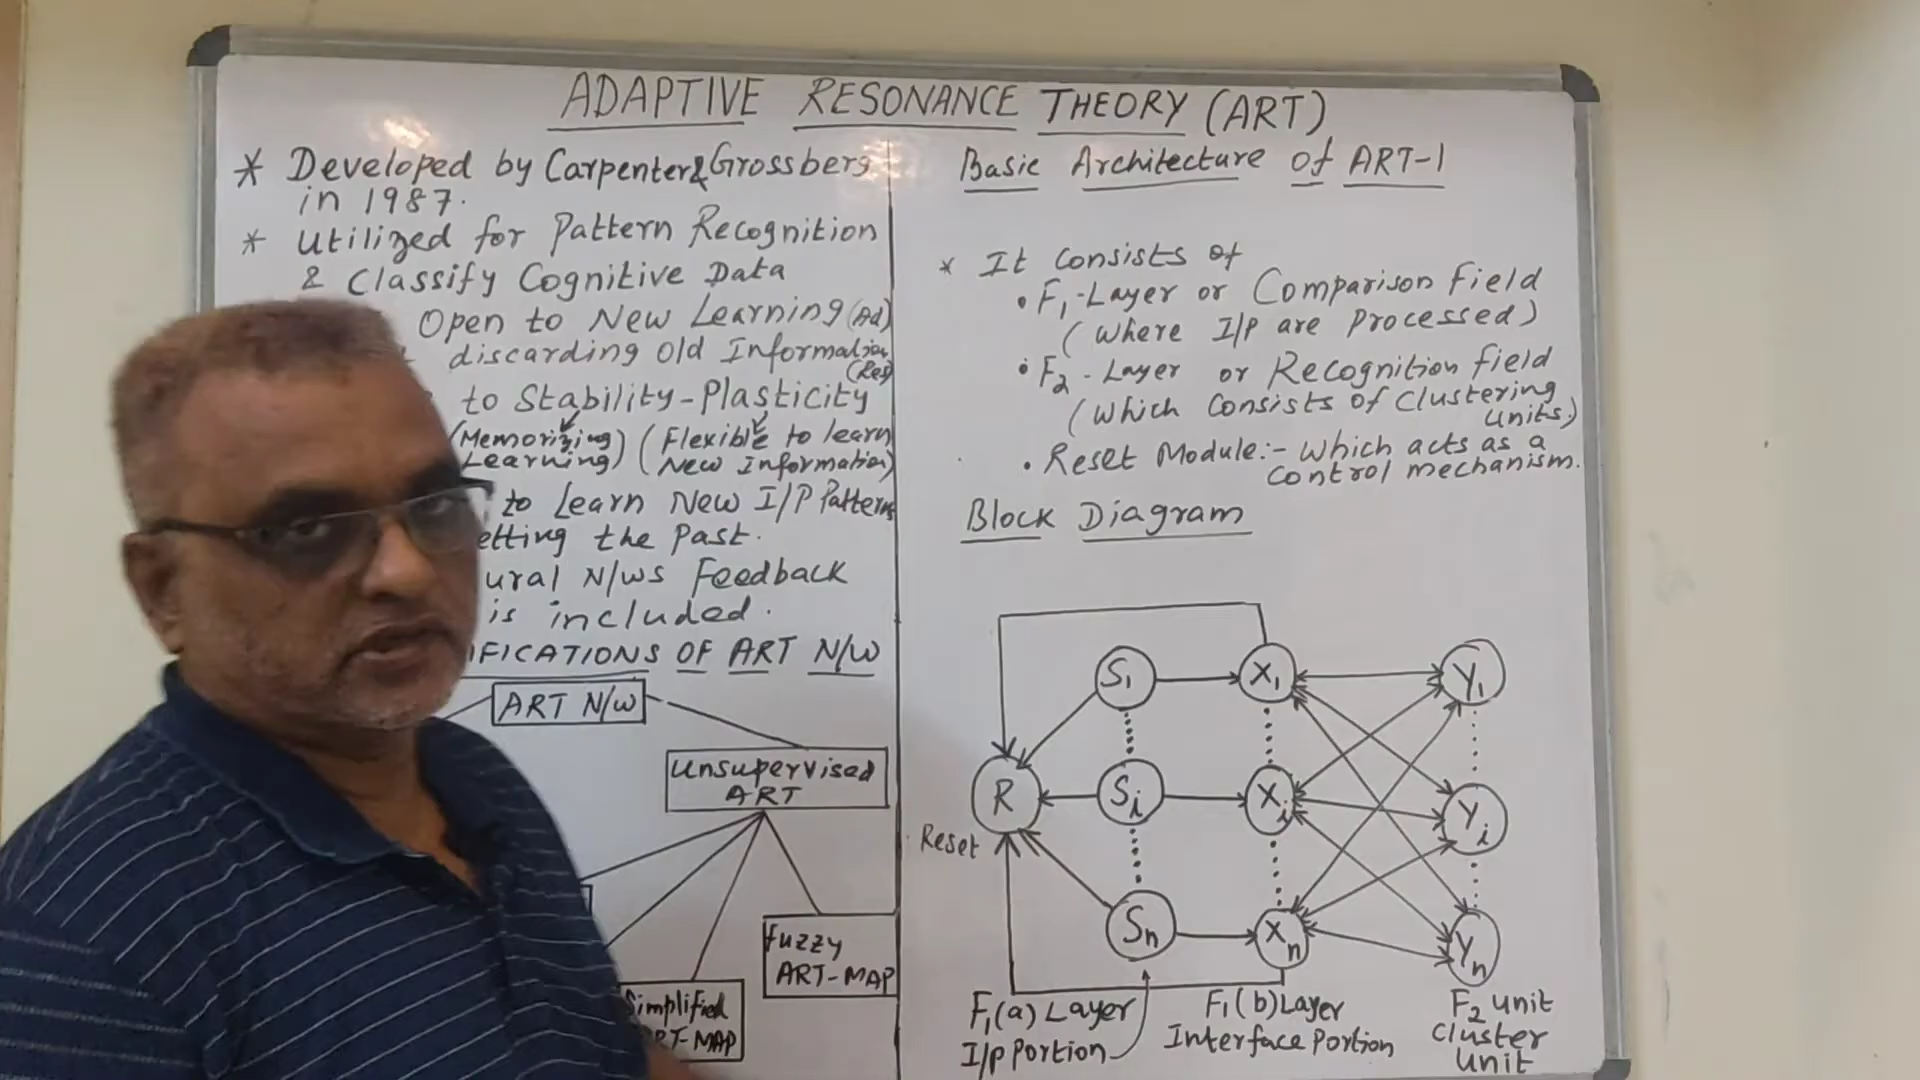 ADAPTIVE RESONANCE THEORY (ART)
* Developed by Carpenter & Grossberg
in 1987.
* Utilized for Pattern Recognition
& Classify Cognitive Data
Open to New Learning (Ad)
discarding Old Information
(Res)
to Stability-Plasticity
(Memorizing) (Flexible to learn
Learning) New Information)
to Learn New I/P Patterns
etting the Past.
ural N/Ws Feedback
is included.
IFICATIONS OF ART N/W
ART N/W
Unsupervised
ART
Fuzzy
ART-MAP
Simplified
RT-MAP
Basic Architecture of ART-1
* It Consists of
• F1-Layer or Comparison Field
(Where I/P are Processed)
• F2-Layer or Recognition Field
(Which Consists of Clustering
Units.)
• Reset Module:- Which acts as a
Control mechanism.
Block Diagram
S1 X1 Y1
R Si Xi Yi
Reset
Sn Xn Yn
F1(a) Layer F1(b) Layer F2 Unit
I/P Portion Interface Portion Cluster
Unit